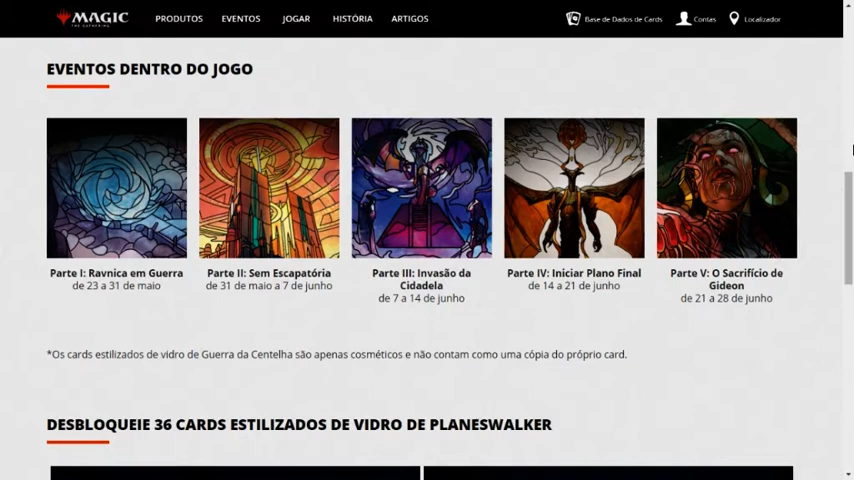 MAGIC
THE GATHERING
PRODUTOS EVENTOS JOGAR HISTÓRIA ARTIGOS
Base de Dados de Cards Contas Localizador
EVENTOS DENTRO DO JOGO
Parte I: Ravnica em Guerra
de 23 a 31 de maio
Parte II: Sem Escapatória
de 31 de maio a 7 de junho
Parte III: Invasão da
Cidadela
de 7 a 14 de junho
Parte IV: Iniciar Plano Final
de 14 a 21 de junho
Parte V: O Sacrifício de
Gideon
de 21 a 28 de junho
*Os cards estilizados de vidro de Guerra da Centelha são apenas cosméticos e não contam como uma cópia do próprio card.
DESBLOQUEIE 36 CARDS ESTILIZADOS DE VIDRO DE PLANESWALKER